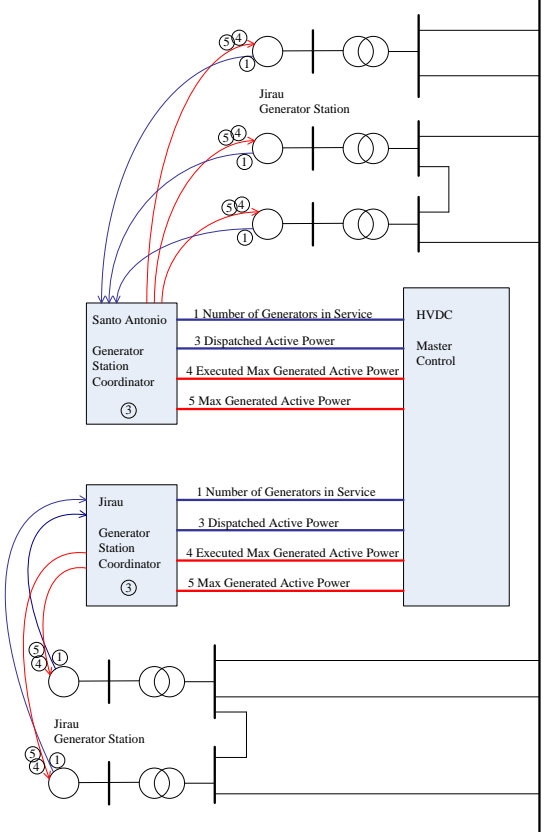 5 4
1
Jirau
Generator Station
5 4
1
5 4
1
Santo Antonio
Generator
Station
Coordinator
3
1 Number of Generators in Service
3 Dispatched Active Power
4 Executed Max Generated Active Power
5 Max Generated Active Power
HVDC
Master
Control
Jirau
Generator
Station
Coordinator
3
1 Number of Generators in Service
3 Dispatched Active Power
4 Executed Max Generated Active Power
5 Max Generated Active Power
5
4
1
Jirau
Generator Station
5
4
1